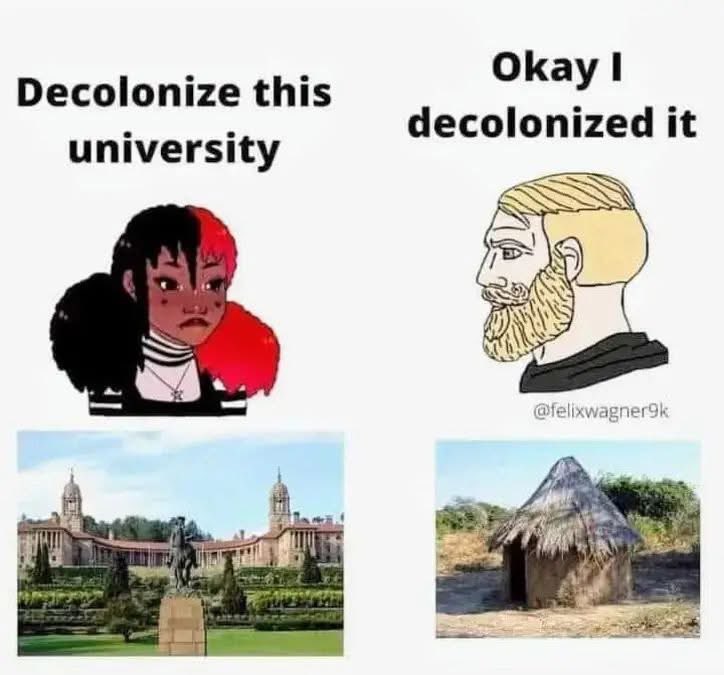 Decolonize this
university
Okay I
decolonized it
@felixwagner9k